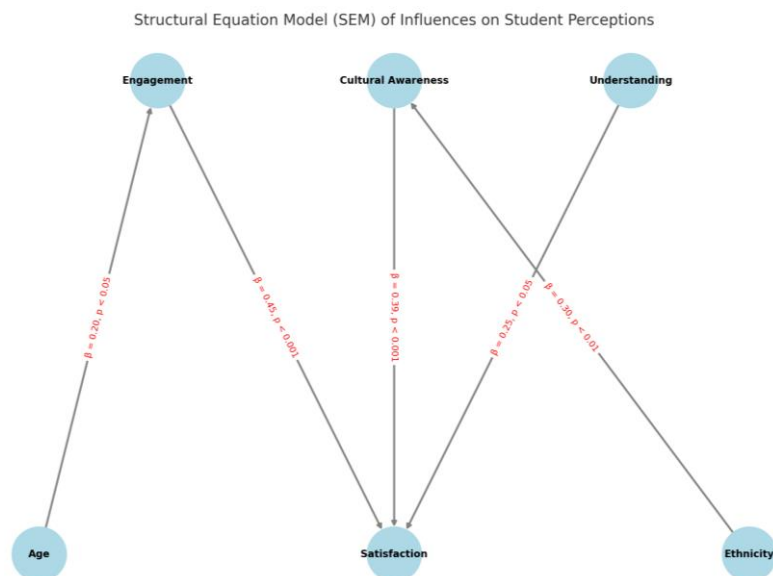 Structural Equation Model (SEM) of Influences on Student Perceptions
Engagement
Cultural Awareness
Understanding
β = 0.20, p < 0.05
β = 0.45, p < 0.001
β = 0.39, p < 0.001
β = 0.25, p < 0.05
β = 0.30, p < 0.01
Age
Satisfaction
Ethnicity